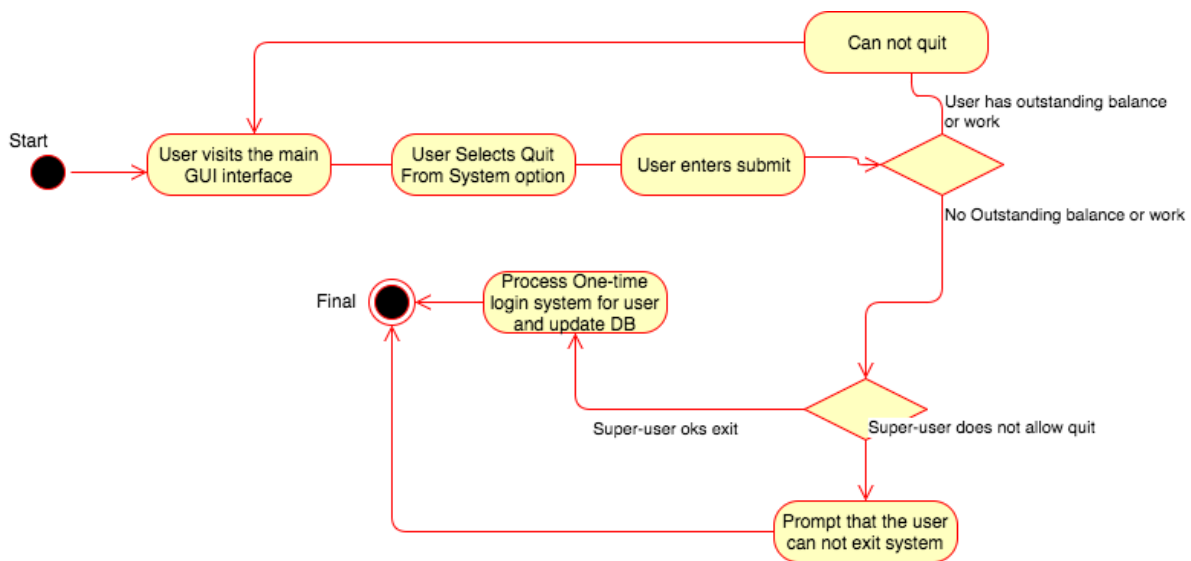 Can not quit
User has outstanding balance
or work
Start
User visits the main
GUI interface
User Selects Quit
From System option
User enters submit
No Outstanding balance or work
Final
Process One-time
login system for user
and update DB
Super-user oks exit
Super-user does not allow quit
Prompt that the user
can not exit system